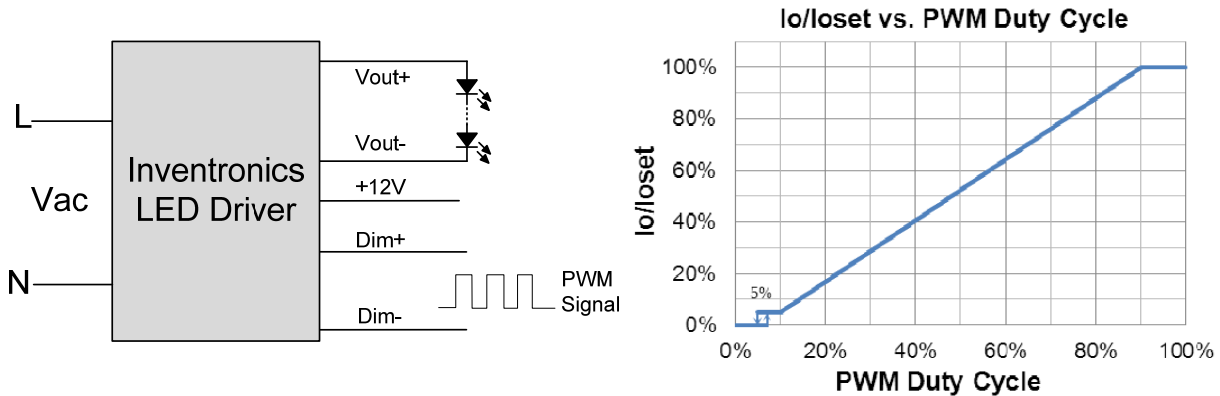 L
Vac
N
Inventronics
LED Driver
Vout+
Vout-
+12V
Dim+
Dim-
PWM
Signal
Io/Ioset vs. PWM Duty Cycle
Io/Ioset
100%
80%
60%
40%
20%
0%
5%
0% 20% 40% 60% 80% 100%
PWM Duty Cycle